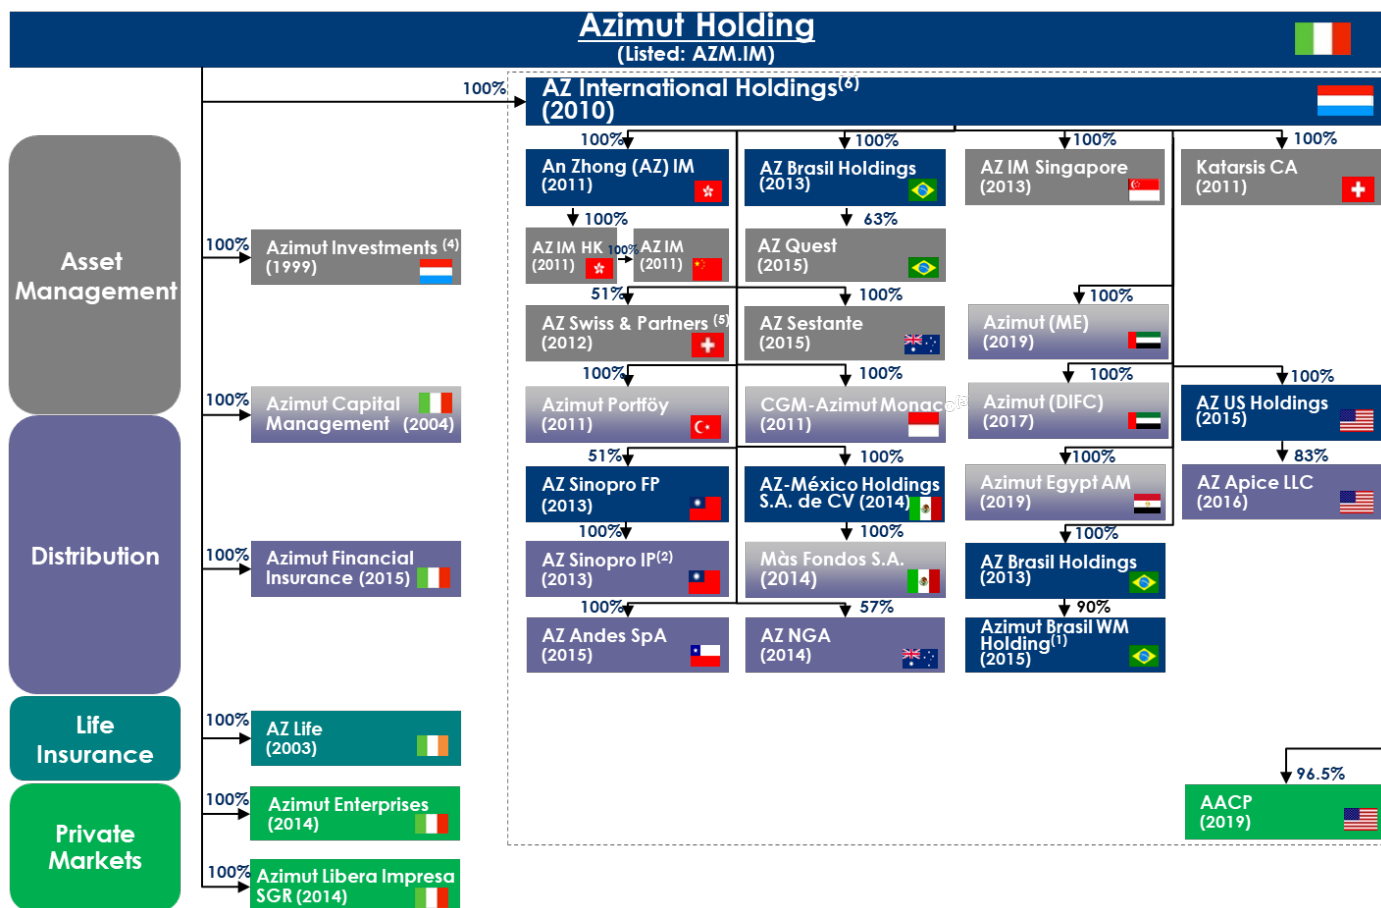 Azimut Holding
(Listed: AZM.IM)
100%
AZ International Holdings(6)
(2010)
100%
100%
100%
100%
An Zhong (AZ) IM
(2011)
AZ Brasil Holdings
(2013)
AZ IM Singapore
(2013)
Katarsis CA
(2011)
100%
63%
Asset
Management
100%
Azimut Investments (4)
(1999)
AZ IM HK
(2011)
100%
AZ IM
(2011)
AZ Quest
(2015)
51%
100%
100%
AZ Swiss & Partners (5)
(2012)
AZ Sestante
(2015)
Azimut (ME)
(2019)
100%
100%
100%
100%
100%
Azimut Capital
Management (2004)
Azimut Portföy
(2011)
CGM-Azimut Monaco(3)
(2011)
Azimut (DIFC)
(2017)
AZ US Holdings
(2015)
51%
100%
100%
83%
AZ Sinopro FP
(2013)
AZ-México Holdings
S.A. de CV (2014)
Azimut Egypt AM
(2019)
AZ Apice LLC
(2016)
100%
100%
100%
Distribution
100%
Azimut Financial
Insurance (2015)
AZ Sinopro IP(2)
(2013)
Màs Fondos S.A.
(2014)
AZ Brasil Holdings
(2013)
100%
57%
90%
AZ Andes SpA
(2015)
AZ NGA
(2014)
Azimut Brasil WM
Holding(1)
(2015)
Life
Insurance
100%
AZ Life
(2003)
96.5%
AACP
(2019)
Private
Markets
100%
Azimut Enterprises
(2014)
100%
Azimut Libera Impresa
SGR (2014)